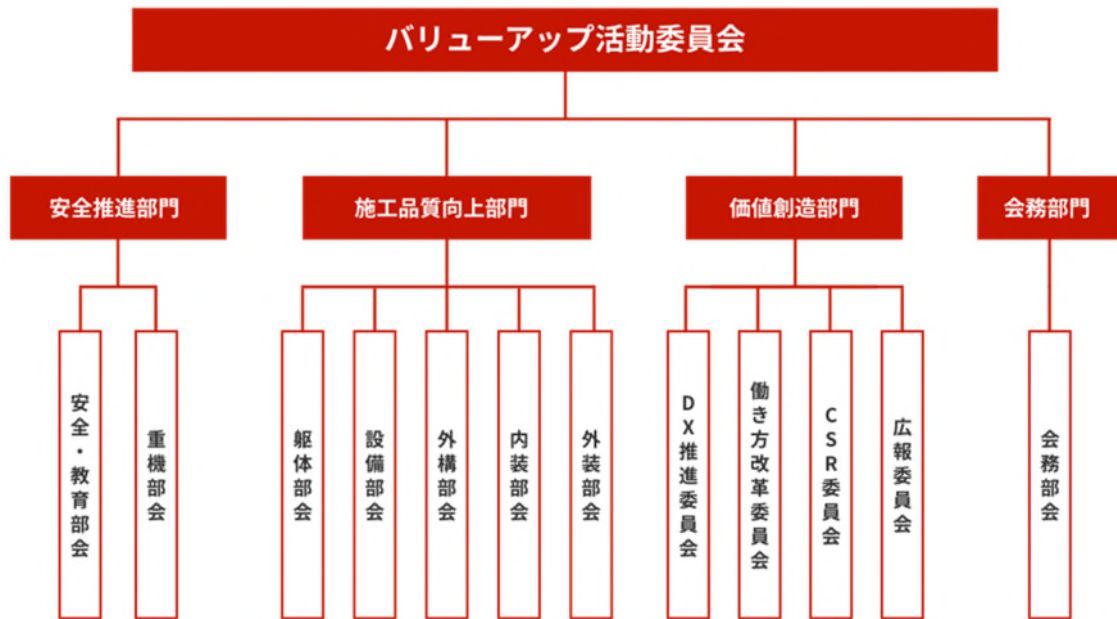 バリューアップ活動委員会
安全推進部門
施工品質向上部門
価値創造部門
会務部門
安全・教育部会
重機部会
躯体部会
設備部会
外構部会
内装部会
外装部会
DX推進委員会
働き方改革委員会
CSR委員会
広報委員会
会務部会